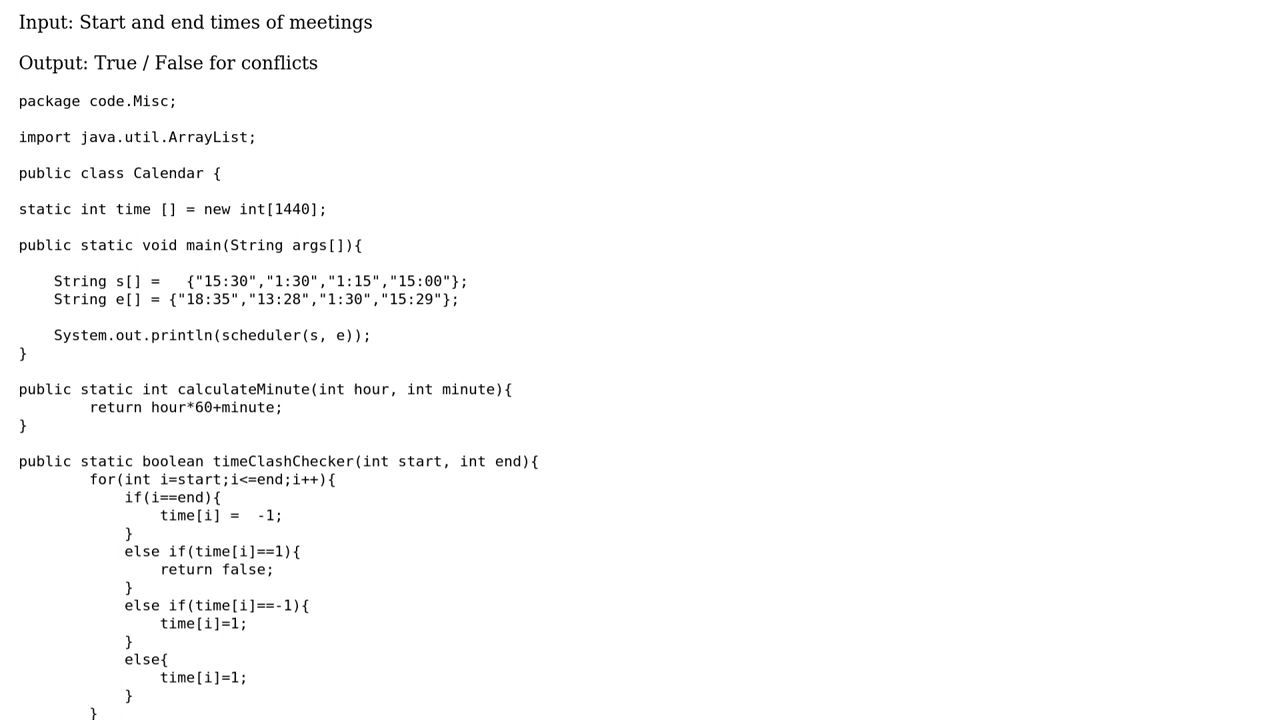 Input: Start and end times of meetings
Output: True / False for conflicts
package code.Misc;
import java.util.ArrayList;
public class Calendar {
static int time [] = new int[1440];
public static void main(String args[]){
    String s[] =   {"15:30","1:30","1:15","15:00"};
    String e[] = {"18:35","13:28","1:30","15:29"};
    System.out.println(scheduler(s, e));
}
public static int calculateMinute(int hour, int minute){
        return hour*60+minute;
}
public static boolean timeClashChecker(int start, int end){
        for(int i=start;i<=end;i++){
            if(i==end){
                time[i] =  -1;
            }
            else if(time[i]==1){
                return false;
            }
            else if(time[i]==-1){
                time[i]=1;
            }
            else{
                time[i]=1;
            }
        }